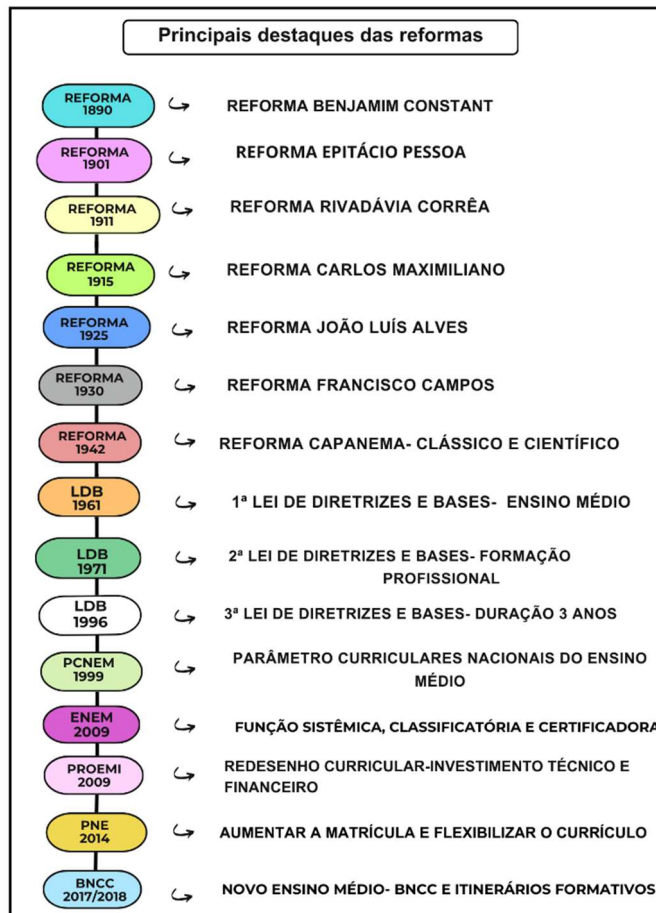 Principais destaques das reformas
REFORMA
1890
REFORMA BENJAMIM CONSTANT
REFORMA
1901
REFORMA EPITÁCIO PESSOA
REFORMA
1911
REFORMA RIVADÁVIA CORRÊA
REFORMA
1915
REFORMA CARLOS MAXIMILIANO
REFORMA
1925
REFORMA JOÃO LUÍS ALVES
REFORMA
1930
REFORMA FRANCISCO CAMPOS
REFORMA
1942
REFORMA CAPANEMA- CLÁSSICO E CIENTÍFICO
LDB
1961
1ª LEI DE DIRETRIZES E BASES- ENSINO MÉDIO
LDB
1971
2ª LEI DE DIRETRIZES E BASES- FORMAÇÃO
PROFISSIONAL
LDB
1996
3ª LEI DE DIRETRIZES E BASES- DURAÇÃO 3 ANOS
PCNEM
1999
PARÂMETRO CURRICULARES NACIONAIS DO ENSINO
MÉDIO
ENEM
2009
FUNÇÃO SISTÊMICA, CLASSIFICATÓRIA E CERTIFICADORA
PROEMI
2009
REDESENHO CURRICULAR-INVESTIMENTO TÉCNICO E
FINANCEIRO
PNE
2014
AUMENTAR A MATRÍCULA E FLEXIBILIZAR O CURRÍCULO
BNCC
2017/2018
NOVO ENSINO MÉDIO- BNCC E ITINERÁRIOS FORMATIVOS